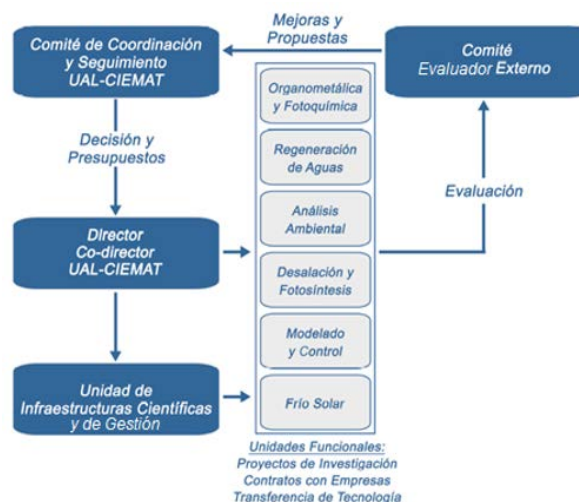 Mejoras y
Propuestas
Comité de Coordinación
y Seguimiento
UAL-CIEMAT
Comité
Evaluador Externo
Organometálica
y Fotoquímica
Decisión y
Presupuestos
Regeneración
de Aguas
Evaluación
Análisis
Ambiental
Director
Co-director
UAL-CIEMAT
Desalación y
Fotosíntesis
Modelado
y Control
Unidad de
Infraestructuras Científicas
y de Gestión
Frío Solar
Unidades Funcionales:
Proyectos de Investigación
Contratos con Empresas
Transferencia de Tecnología